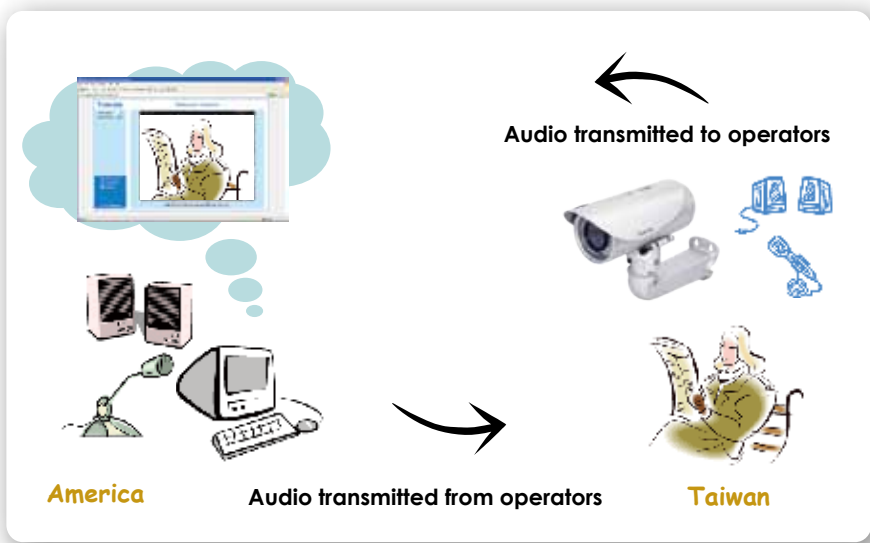 Audio transmitted to operators
America
Audio transmitted from operators
Taiwan